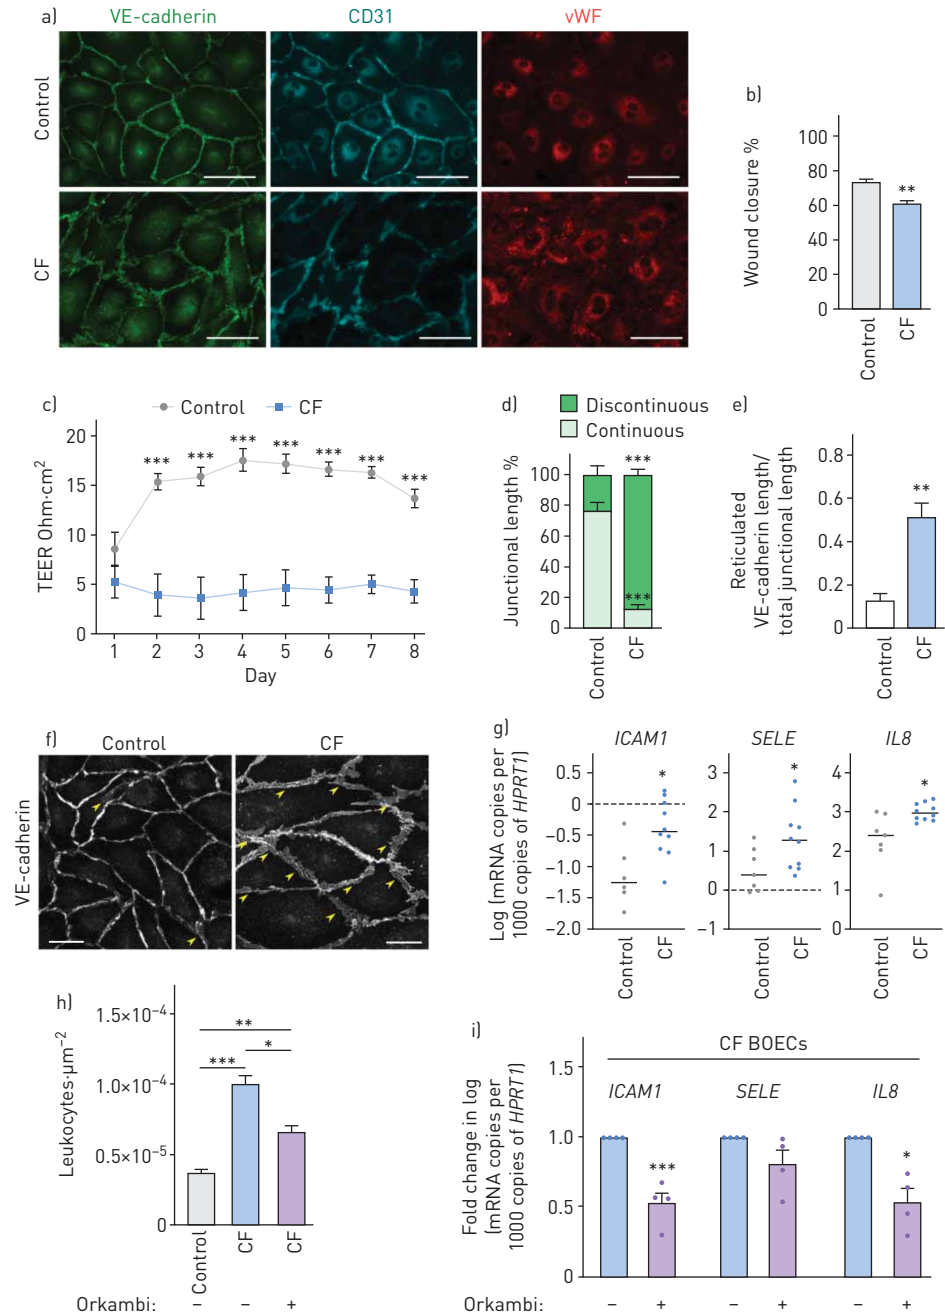 a)
VE-cadherin
CD31
vWF
Control
CF
b)
Wound closure %
100
80
60
40
20
0
**
Control
CF
c)
Control
CF
TEER Ohm·cm²
20
15
10
5
0
***
***
***
***
***
***
***
1
2
3
4
5
6
7
8
Day
d)
Discontinuous
Continuous
Junctional length %
100
80
60
40
20
0
***
***
Control
CF
e)
Reticulated
VE-cadherin length/
total junctional length
0.8
0.6
0.4
0.2
0
**
Control
CF
f)
Control
CF
VE-cadherin
g)
Log (mRNA copies per
1000 copies of HPRT1)
ICAM1
0.5
0
−0.5
−1.0
−1.5
−2.0
*
Control
CF
SELE
3
2
1
0
−1
*
Control
CF
IL8
4
3
2
1
0
*
Control
CF
h)
Leukocytes·µm⁻²
1.5×10⁻⁴
1.0×10⁻⁴
0.5×10⁻⁵
0
**
*
***
Control
CF
CF
Orkambi:
−
−
+
i)
CF BOECs
Fold change in log
(mRNA copies per
1000 copies of HPRT1)
1.5
1.0
0.5
0
ICAM1
SELE
IL8
***
*
Orkambi:
−
+
−
+
−
+